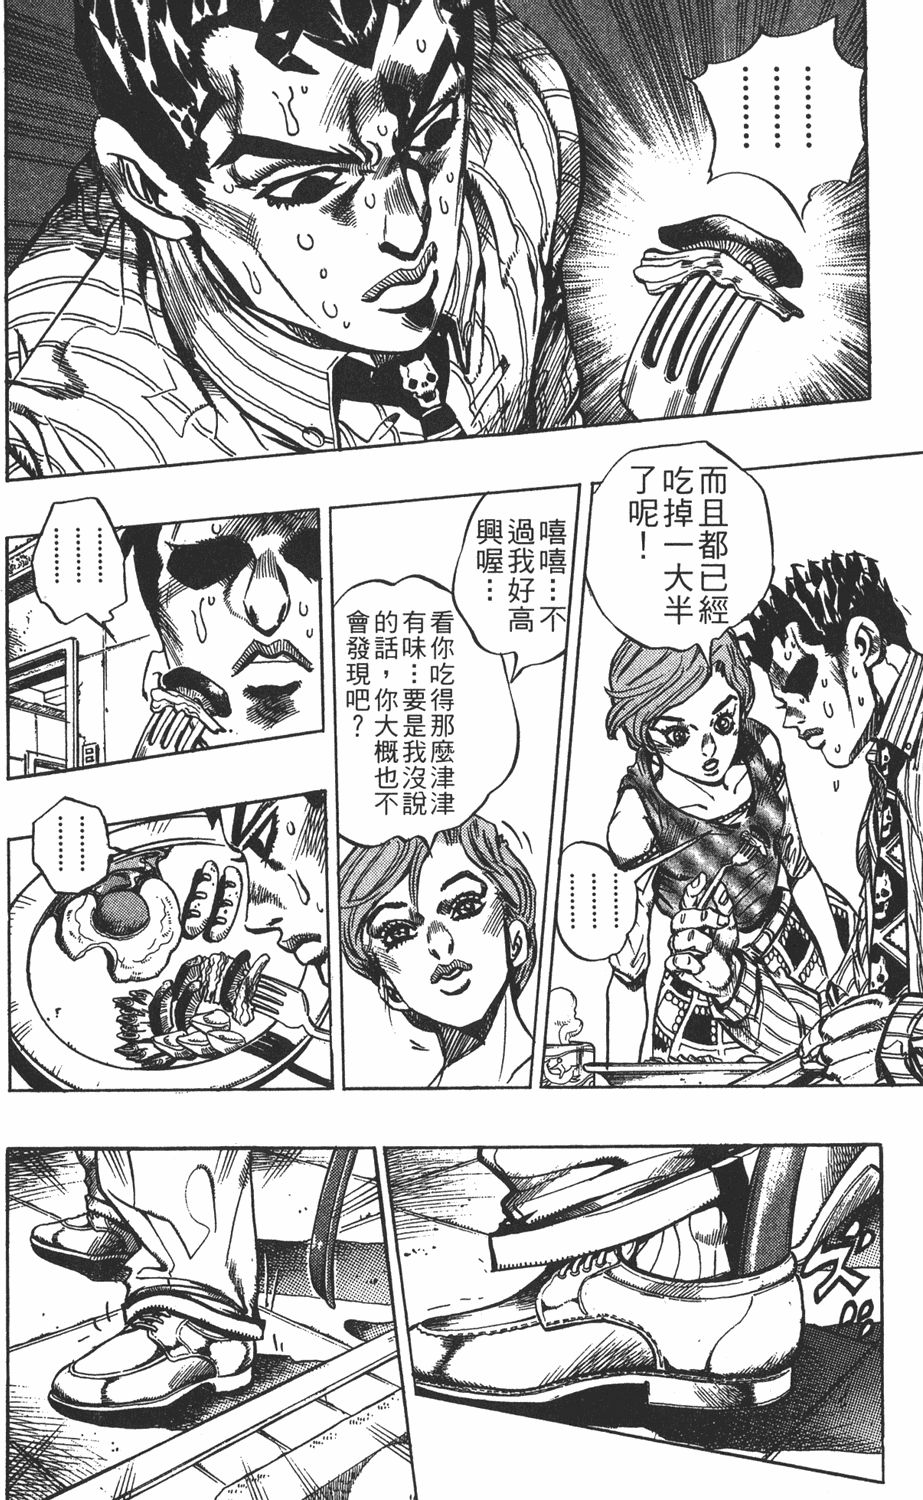 ………
而且都已經
吃掉一大半
了呢！
………
嘻嘻…不
過我好高
興喔…
看你吃得那麼津津
有味…要是我沒說
的話，你大概也不
會發現吧？
………
………
ズ